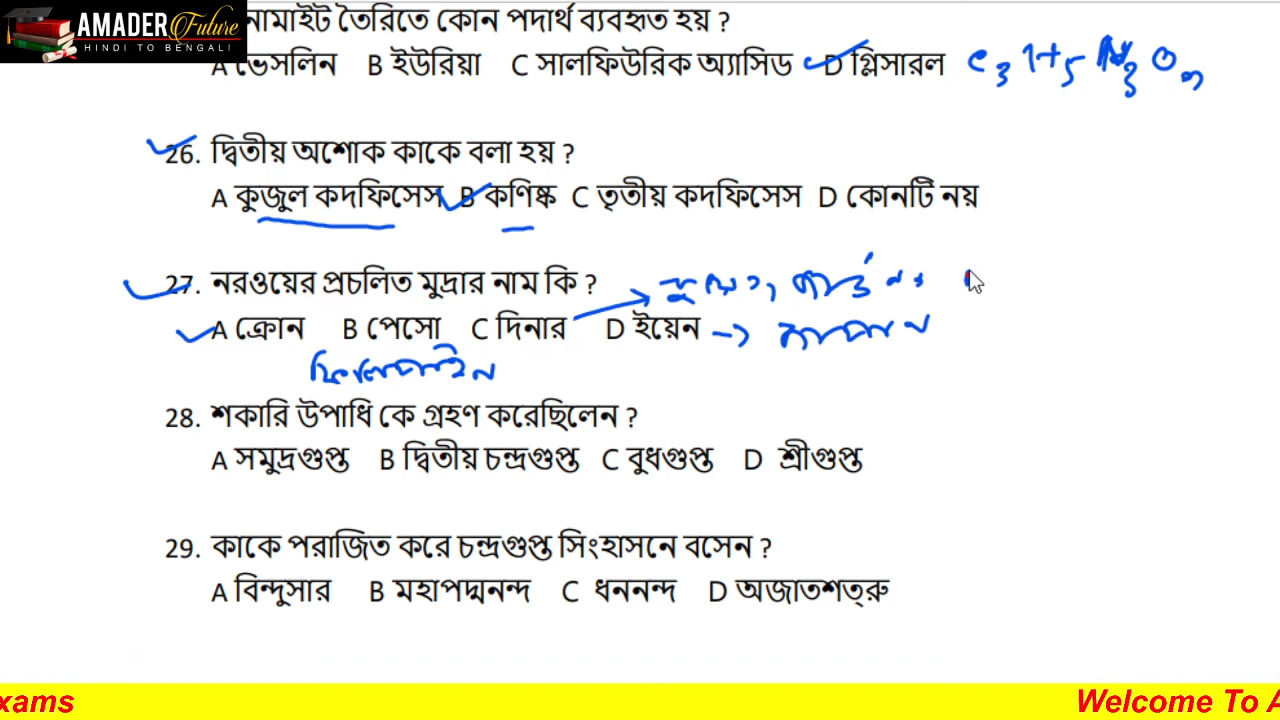 AMADER Future
HINDI TO BENGALI
নামাইট তৈরিতে কোন পদার্থ ব্যবহৃত হয় ?
A ভেসলিন B ইউরিয়া C সালফিউরিক অ্যাসিড D গ্লিসারল
26. দ্বিতীয় অশোক কাকে বলা হয় ?
A কুজুল কদফিসেস B কণিষ্ক C তৃতীয় কদফিসেস D কোনটি নয়
27. নরওয়ের প্রচলিত মুদ্রার নাম কি ?
A ক্রোন B পেসো C দিনার D ইয়েন → জাপান
ফিলিপাইন
28. শকারি উপাধি কে গ্রহণ করেছিলেন ?
A সমুদ্রগুপ্ত B দ্বিতীয় চন্দ্রগুপ্ত C বুধগুপ্ত D শ্রীগুপ্ত
29. কাকে পরাজিত করে চন্দ্রগুপ্ত সিংহাসনে বসেন ?
A বিন্দুসার B মহাপদ্মনন্দ C ধননন্দ D অজাতশত্রু
xams Welcome To A